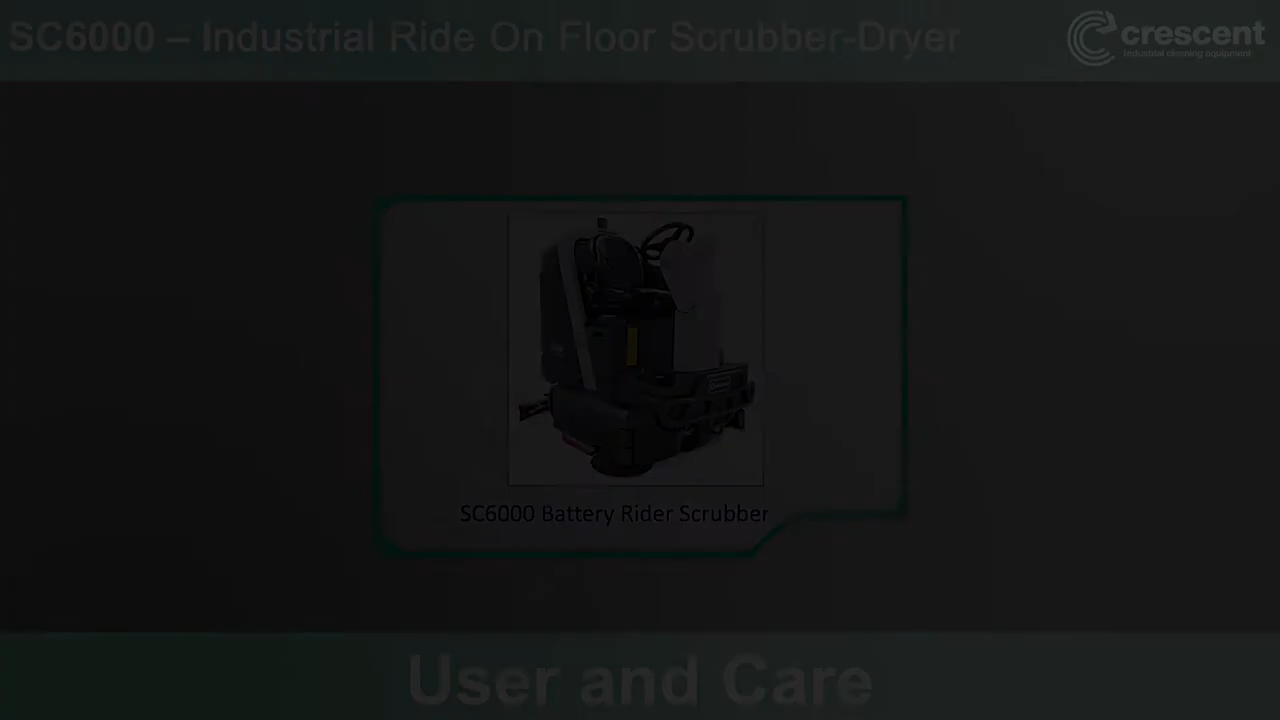 SC6000 – Industrial Ride On Floor Scrubber-Dryer
crescent
Industrial cleaning equipment
SC6000 Battery Rider Scrubber
User and Care